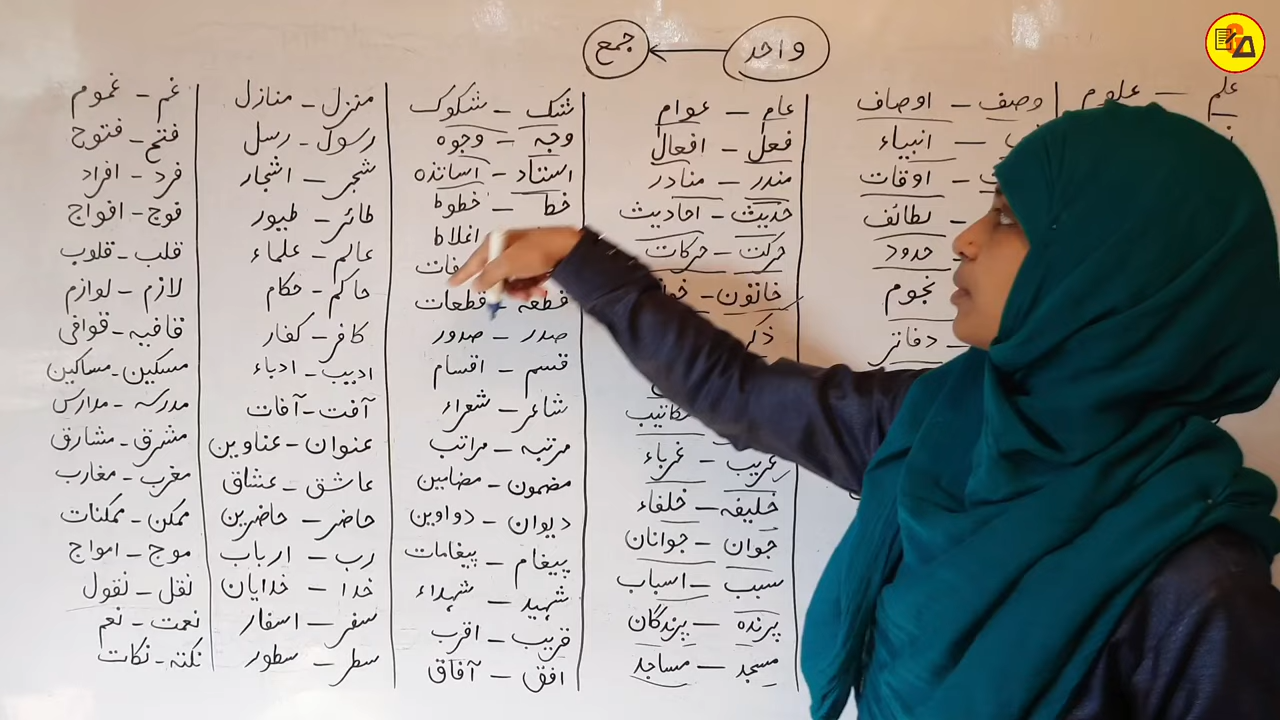 واحد ← جمع
علم – علوم
وصف – اوصاف
انبیاء
اوقات
لطائف
حدود
نجوم
دفاتر
عام – عوام
فعل – افعال
مندر – منادر
حدیث – احادیث
حرکت – حرکات
خاتون –
ذکر
مکاتیب
غریب – غرباء
خلیفہ – خلفاء
جوان – جوانان
سبب – اسباب
پرندہ – پرندگان
مسجد – مساجد
شک – شکوک
وجہ – وجوہ
استاد – اساتذہ
خط – خطوط
اغلاط
قطعہ – قطعات
صدر – صدور
قسم – اقسام
شاعر – شعراء
مرتبہ – مراتب
مضمون – مضامین
دیوان – دواوین
پیغام – پیغامات
شہید – شہداء
قریب – اقرب
افق – آفاق
منزل – منازل
رسول – رسل
شجر – اشجار
طائر – طیور
عالم – علماء
حاکم – حکام
کافر – کفار
ادیب – ادباء
آفت – آفات
عنوان – عناوین
عاشق – عشاق
حاضر – حاضرین
رب – ارباب
خدا – خدایان
سفر – اسفار
سطر – سطور
غم – غموم
فتح – فتوح
فرد – افراد
فوج – افواج
قلب – قلوب
لازم – لوازم
قافیہ – قوافی
مسکین – مساکین
مدرسہ – مدارس
مشرق – مشارق
مغرب – مغارب
ممکن – ممکنات
موج – امواج
نقل – نقول
نعمت – نعم
نکتہ – نکات